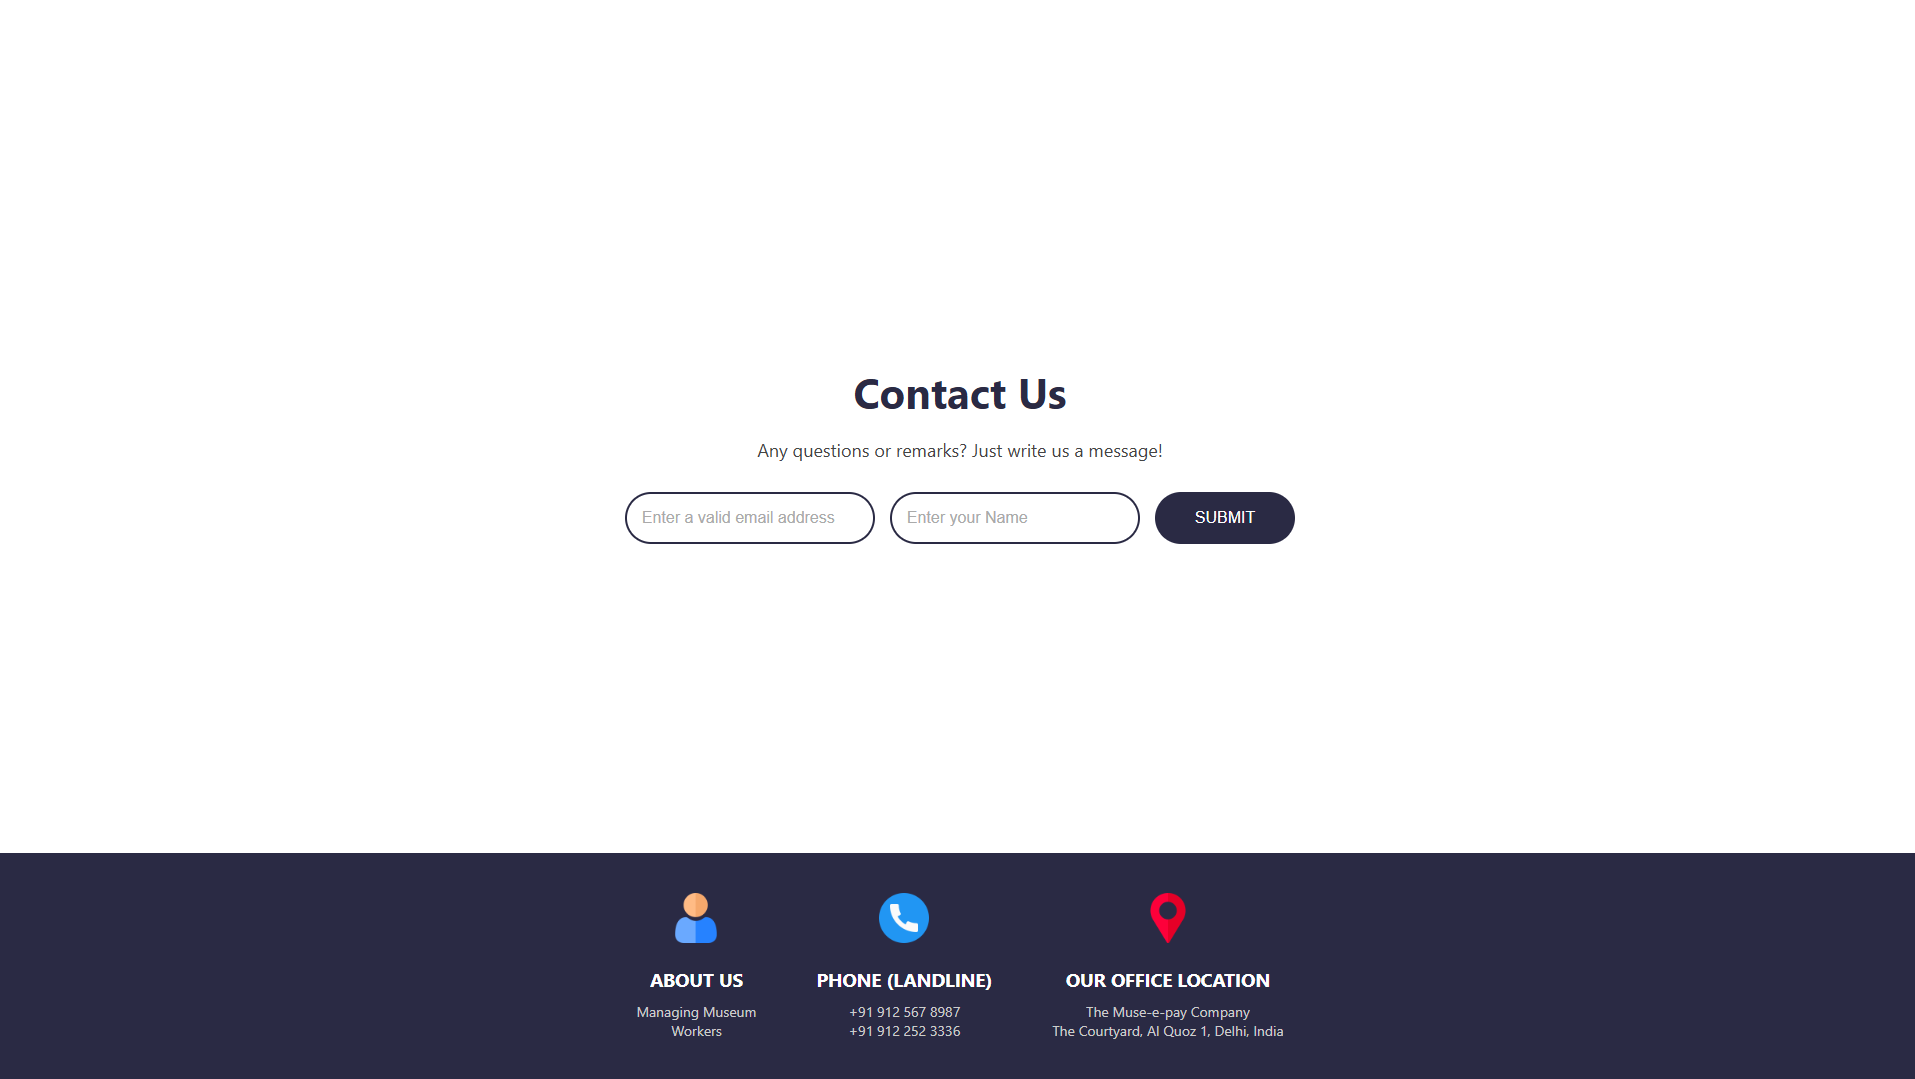 Contact Us
Any questions or remarks? Just write us a message!
Enter a valid email address
Enter your Name
SUBMIT
ABOUT US
Managing Museum
Workers
PHONE (LANDLINE)
+91 912 567 8987
+91 912 252 3336
OUR OFFICE LOCATION
The Muse-e-pay Company
The Courtyard, Al Quoz 1, Delhi, India